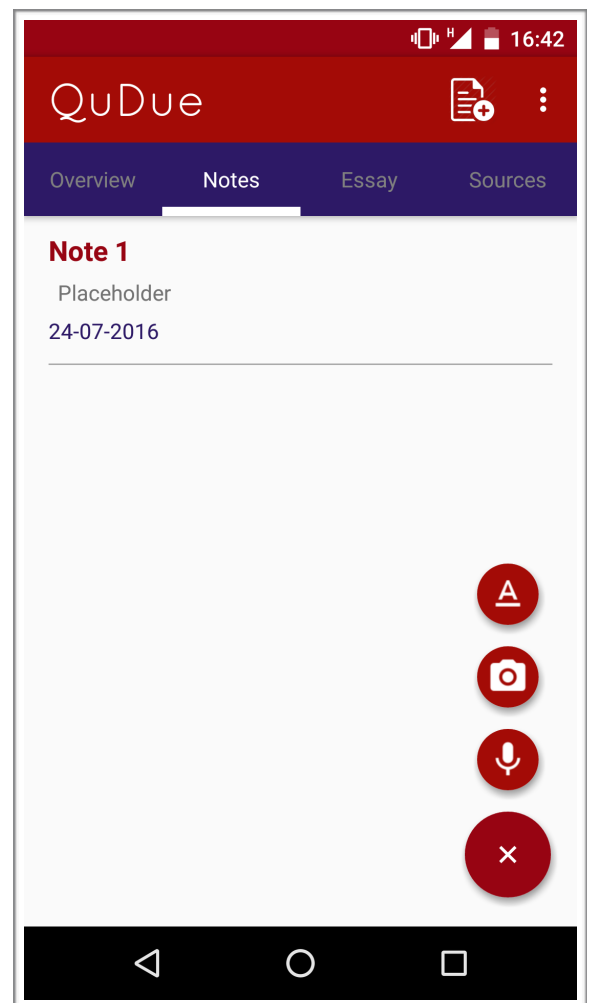 H 16:42
QuDue
Overview Notes Essay Sources
Note 1
Placeholder
24-07-2016
A